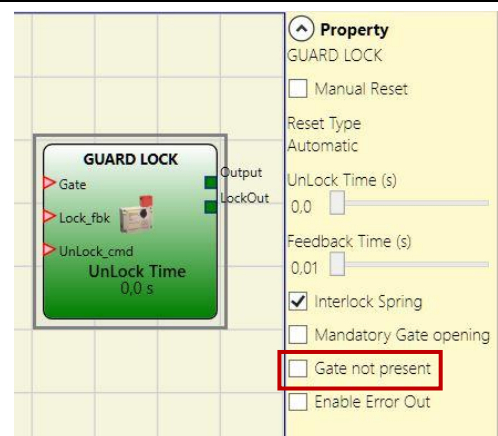 GUARD LOCK
Gate
Lock_fbk
UnLock_cmd
Output
LockOut
UnLock Time
0,0 s
Property
GUARD LOCK
Manual Reset
Reset Type
Automatic
UnLock Time (s)
0,0
Feedback Time (s)
0,01
Interlock Spring
Mandatory Gate opening
Gate not present
Enable Error Out